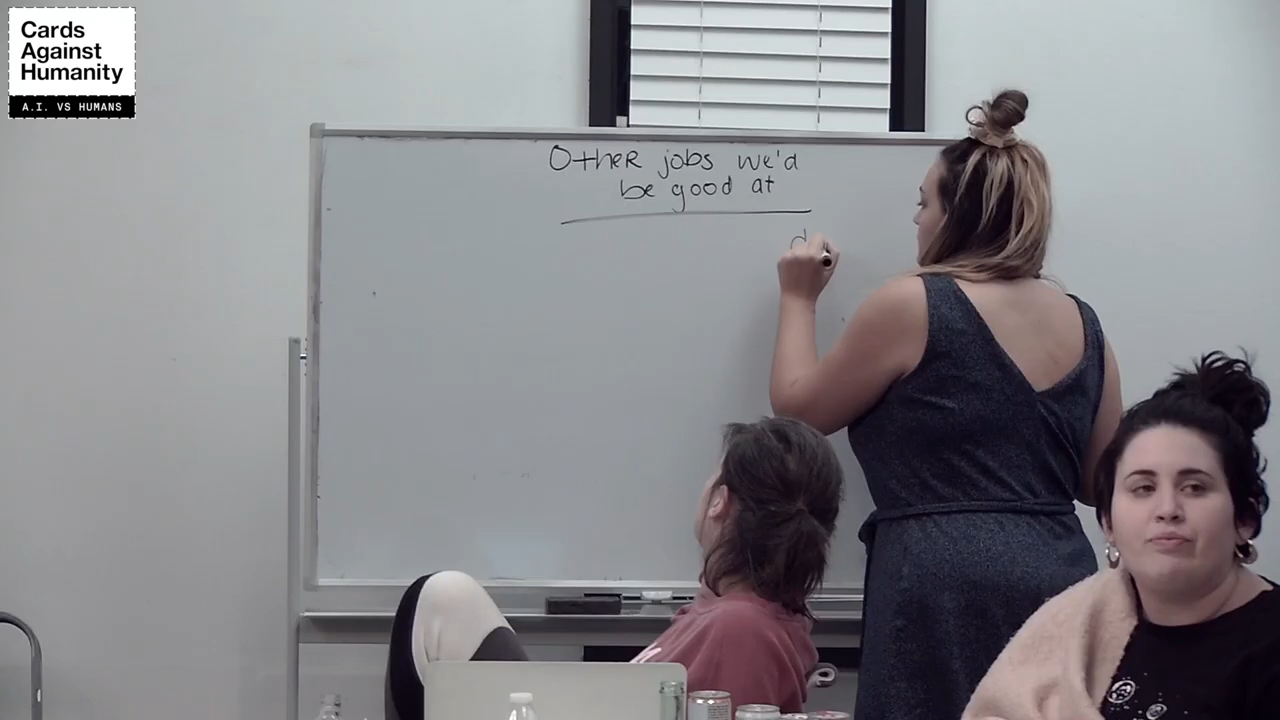 Cards
Against
Humanity
A.I. VS HUMANS
Other jobs we'd
be good at
d